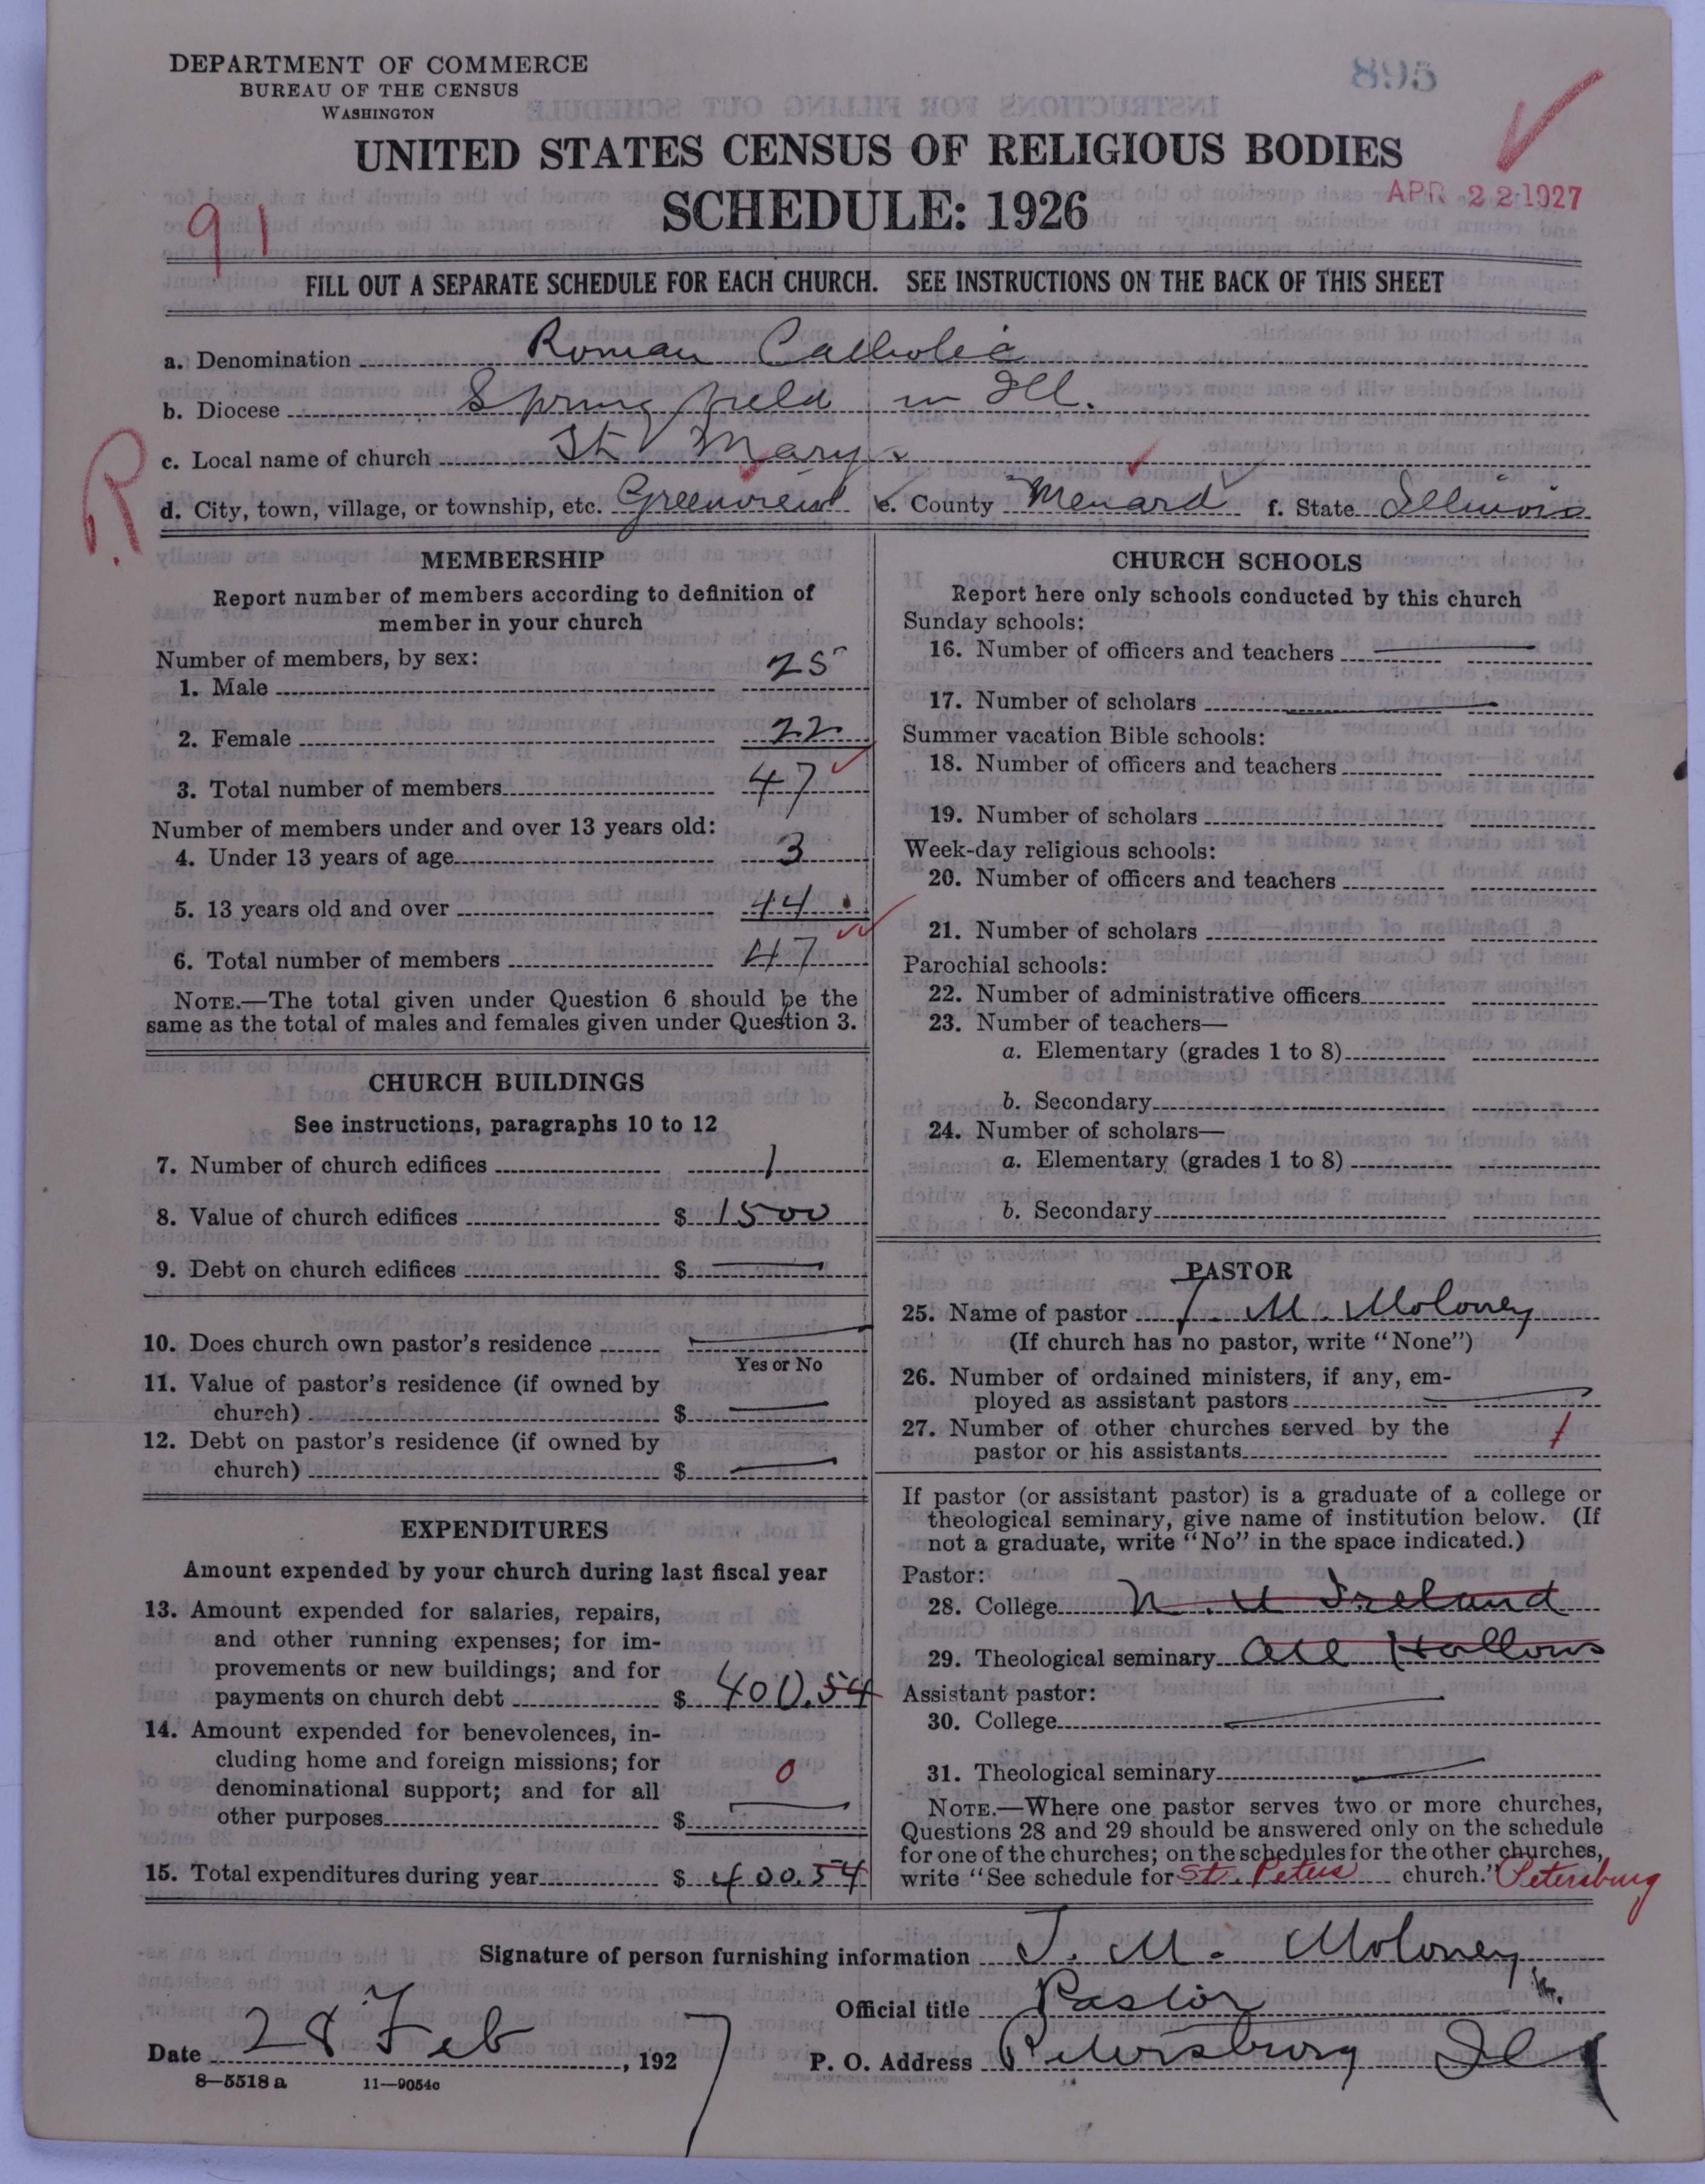 DEPARTMENT OF COMMERCE
BUREAU OF THE CENSUS
WASHINGTON
895
UNITED STATES CENSUS OF RELIGIOUS BODIES
SCHEDULE: 1926
APR 22 1927
91
FILL OUT A SEPARATE SCHEDULE FOR EACH CHURCH. SEE INSTRUCTIONS ON THE BACK OF THIS SHEET
a. Denomination Roman Catholic
b. Diocese Springfield in Ill.
c. Local name of church St Marys
d. City, town, village, or township, etc. Greenview e. County Menard f. State Illinois
R
MEMBERSHIP
Report number of members according to definition of
member in your church
Number of members, by sex:
1. Male 25
2. Female 22
3. Total number of members 47
Number of members under and over 13 years old:
4. Under 13 years of age 3
5. 13 years old and over 44
6. Total number of members 47
NOTE.—The total given under Question 6 should be the
same as the total of males and females given under Question 3.
CHURCH BUILDINGS
See instructions, paragraphs 10 to 12
7. Number of church edifices 1
8. Value of church edifices $ 1500
9. Debt on church edifices $ —
10. Does church own pastor's residence —
Yes or No
11. Value of pastor's residence (if owned by
church) $ —
12. Debt on pastor's residence (if owned by
church) $ —
EXPENDITURES
Amount expended by your church during last fiscal year
13. Amount expended for salaries, repairs,
and other running expenses; for im-
provements or new buildings; and for
payments on church debt $ 400.54
14. Amount expended for benevolences, in-
cluding home and foreign missions; for
denominational support; and for all 0
other purposes $ —
15. Total expenditures during year $ 400.54
CHURCH SCHOOLS
Report here only schools conducted by this church
Sunday schools:
16. Number of officers and teachers —
17. Number of scholars —
Summer vacation Bible schools:
18. Number of officers and teachers
19. Number of scholars
Week-day religious schools:
20. Number of officers and teachers
21. Number of scholars
Parochial schools:
22. Number of administrative officers
23. Number of teachers—
a. Elementary (grades 1 to 8)
b. Secondary
24. Number of scholars—
a. Elementary (grades 1 to 8)
b. Secondary
PASTOR
25. Name of pastor J. M. Moloney
(If church has no pastor, write "None")
26. Number of ordained ministers, if any, em-
ployed as assistant pastors —
27. Number of other churches served by the
pastor or his assistants 1
If pastor (or assistant pastor) is a graduate of a college or
theological seminary, give name of institution below. (If
not a graduate, write "No" in the space indicated.)
Pastor:
28. College N. U Ireland
29. Theological seminary All Hallows
Assistant pastor:
30. College —
31. Theological seminary —
NOTE.—Where one pastor serves two or more churches,
Questions 28 and 29 should be answered only on the schedule
for one of the churches; on the schedules for the other churches,
write "See schedule for St. Peters church." Petersburg
Signature of person furnishing information J. M. Moloney
Official title Pastor
Date 28 Feb, 1927
P. O. Address Petersburg Ill
8—5518 a 11—9054c